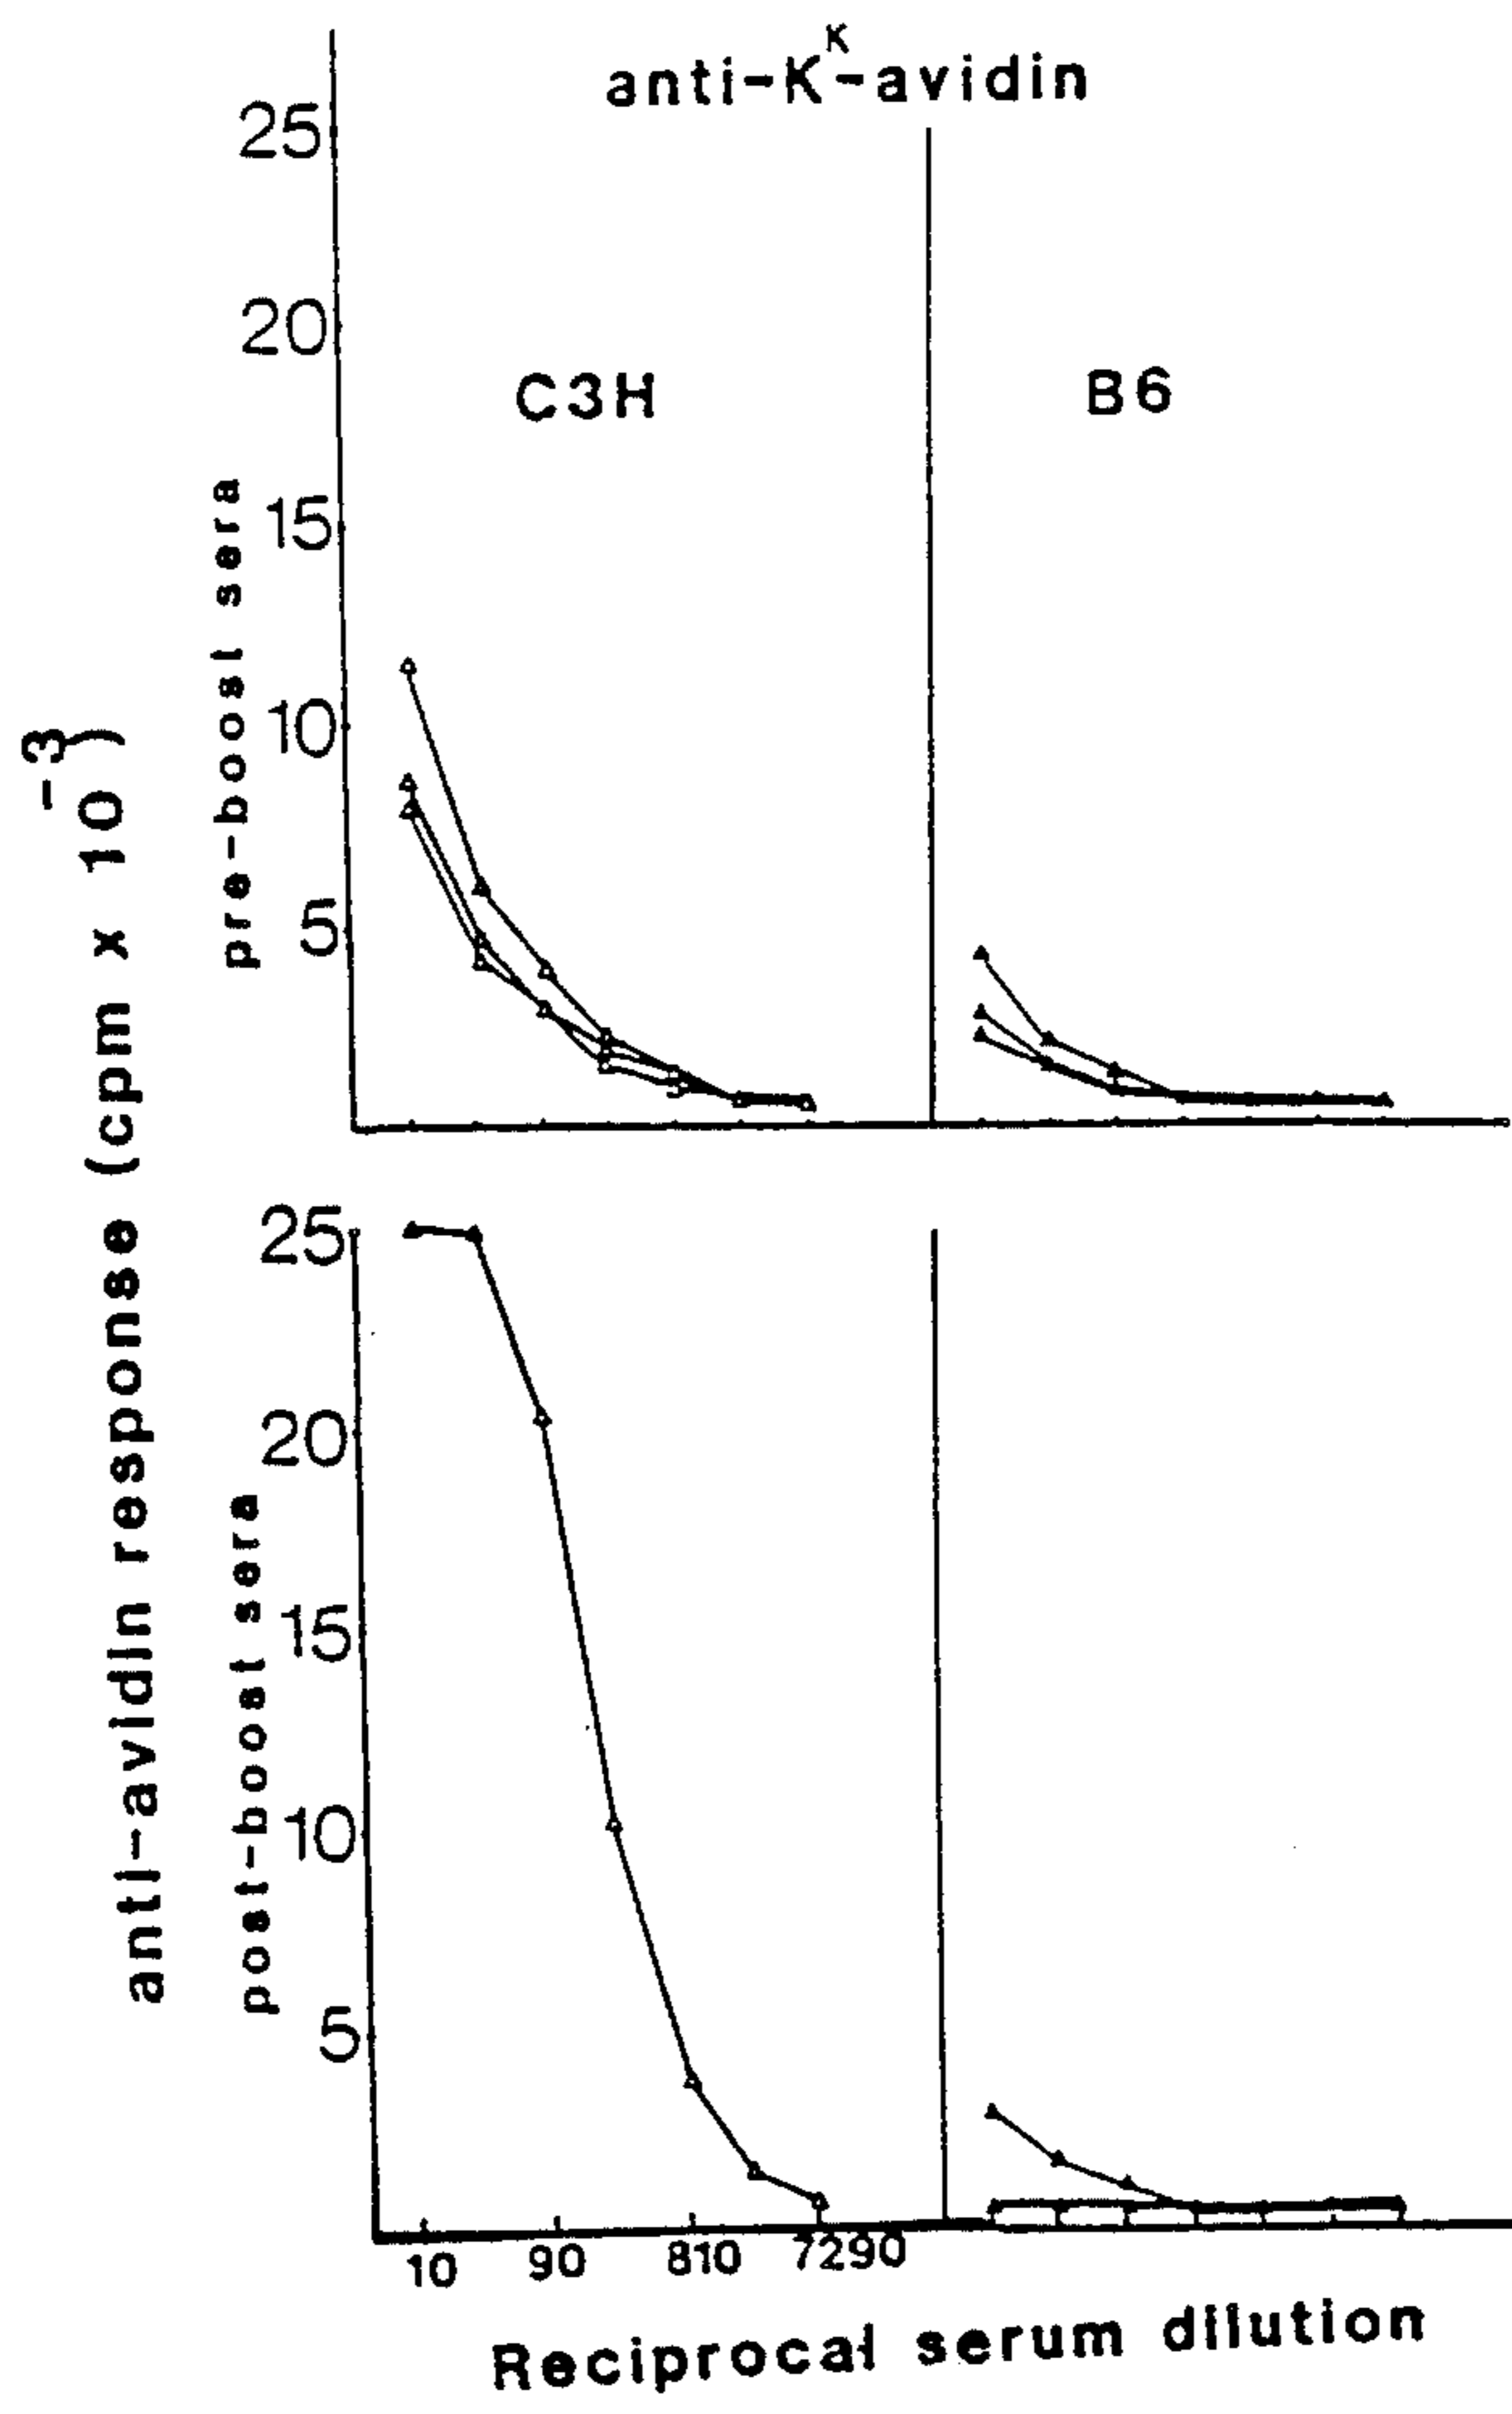 anti-K^K-avidin
25
20
15
10
5
C3H
B6
pre-boost sera
anti-avidin response (cpm x 10^-3)
25
20
15
10
5
post-boost sera
10 90 810 7290
Reciprocal serum dilution